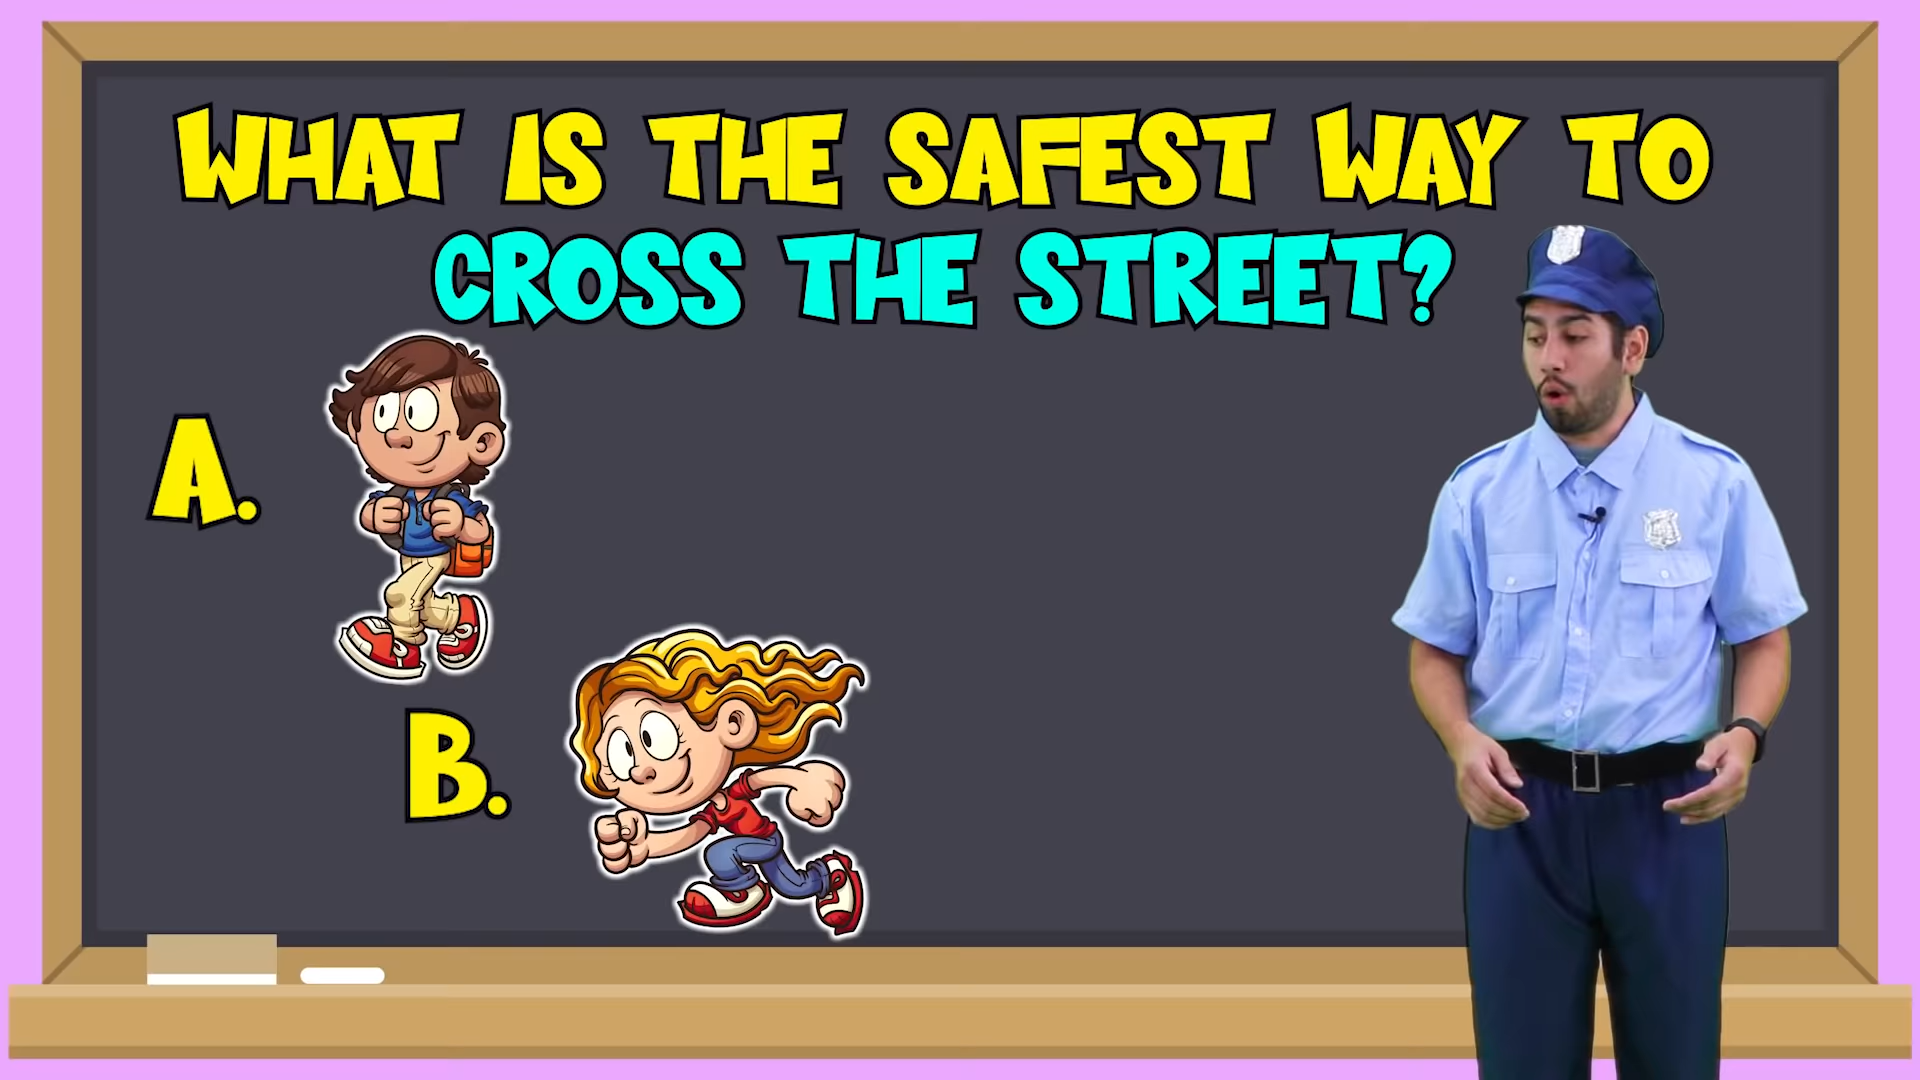 WHAT IS THE SAFEST WAY TO
CROSS THE STREET?
A.
B.